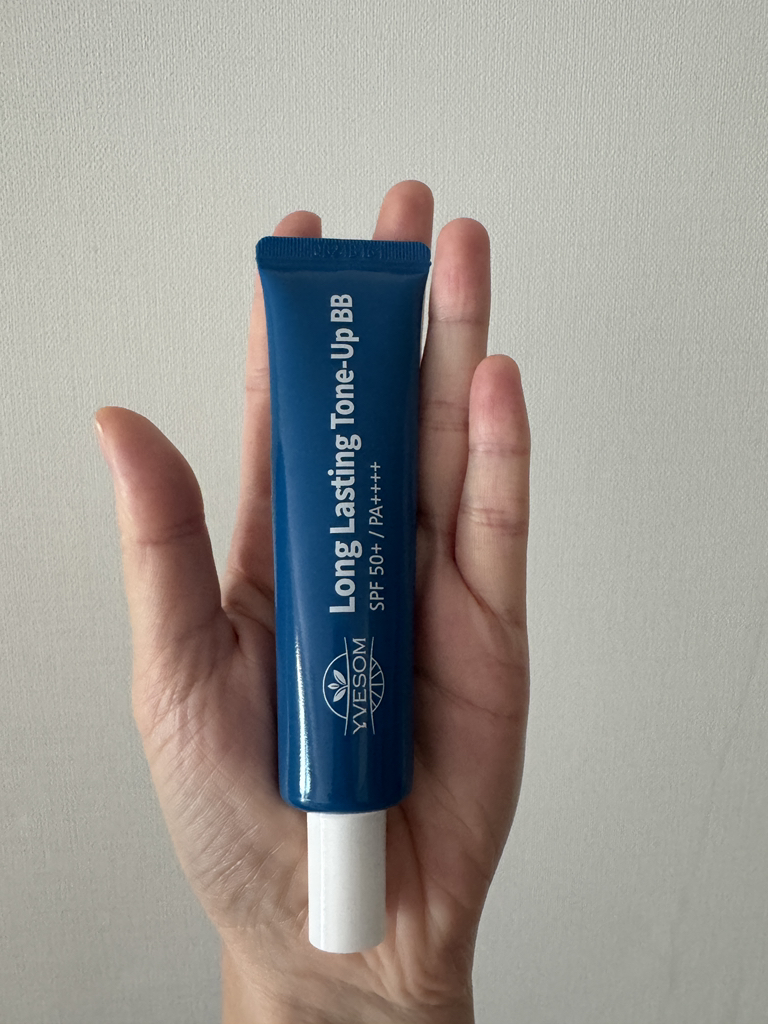 Long Lasting Tone-Up BB
SPF 50+ / PA++++
YVESOM